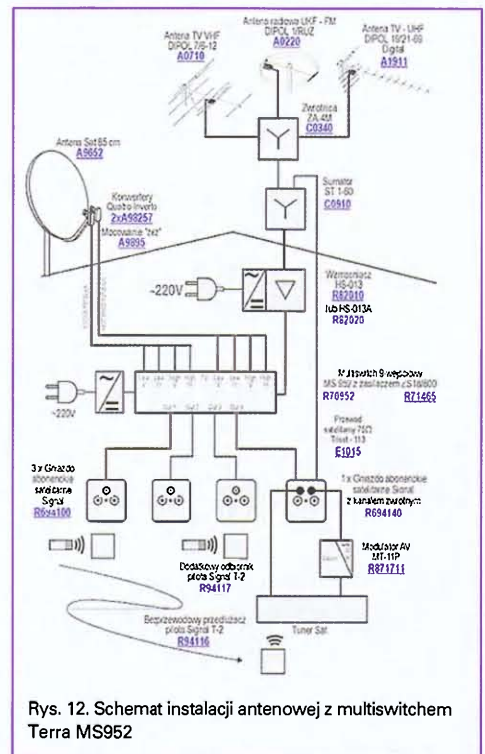 Antena radiowa UKF - FM
DIPOL 1/RUZ
A0220
Antena TV VHF
DIPOL 7/6-12
A0710
Antena TV - UHF
DIPOL 19/21-69
Digital
A1911
Zwrotnica
ZA 4M
C0340
Antena Sat 85 cm
A9652
Konwertery
Quatro Inverto
2xA98257
Mocowanie "zez"
A9895
Sumator
ST 1-60
C0910
~220V
Wzmacniacz
HS-013
R82010
lub HS-013A
R82020
~220V
Multiswitch 9-wejściowy
MS 952 z zasilaczem ZS18/800
R70952 R71465
Przewód
satelitarny 75Ω
Triset - 113
E1015
3 x Gniazdo
abonenckie
satelitarne
Signal
R694100
1 x Gniazdo abonenckie
satelitarne Signal
z kanałem zwrotnym
R694140
Modulator AV
MT-11P
R871711
Dodatkowy odbiornik
pilota Signal T-2
R94117
Bezprzewodowy przedłużacz
pilota Signal T-2
R94116
Tuner Sat.
Rys. 12. Schemat instalacji antenowej z multiswitchem
Terra MS952